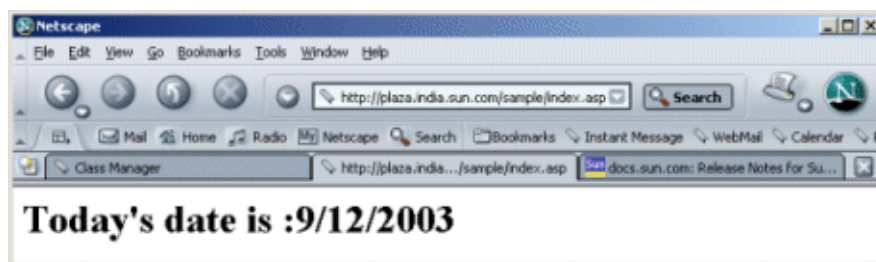 Netscape
File Edit View Go Bookmarks Tools Window Help
http://plaza.india.sun.com/sample/index.asp Search N
Mail Home Radio My Netscape Search Bookmarks Instant Message WebMail Calendar
Class Manager http://plaza.india.../sample/index.asp Sun docs.sun.com: Release Notes for Su...
Today's date is :9/12/2003